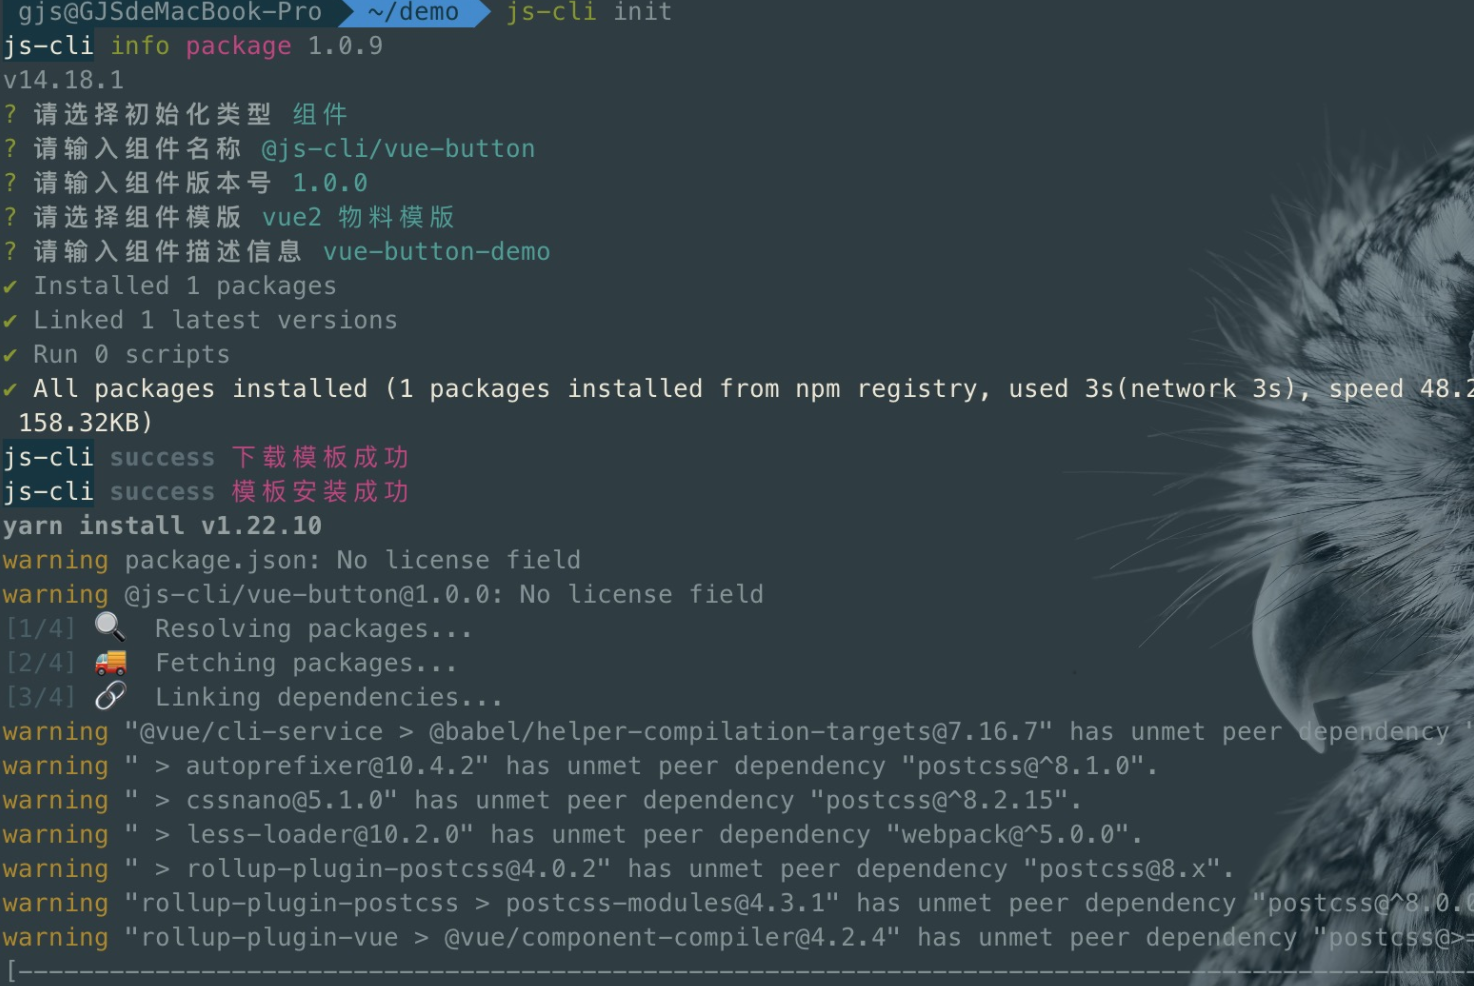 gjs@GJSdeMacBook-Pro ~/demo js-cli init
js-cli info package 1.0.9
v14.18.1
? 请选择初始化类型 组件
? 请输入组件名称 @js-cli/vue-button
? 请输入组件版本号 1.0.0
? 请选择组件模版 vue2 物料模版
? 请输入组件描述信息 vue-button-demo
✔ Installed 1 packages
✔ Linked 1 latest versions
✔ Run 0 scripts
✔ All packages installed (1 packages installed from npm registry, used 3s(network 3s), speed 48.2
158.32KB)
js-cli success 下载模板成功
js-cli success 模板安装成功
yarn install v1.22.10
warning package.json: No license field
warning @js-cli/vue-button@1.0.0: No license field
[1/4] 🔍 Resolving packages...
[2/4] 🚚 Fetching packages...
[3/4] 🔗 Linking dependencies...
warning "@vue/cli-service > @babel/helper-compilation-targets@7.16.7" has unmet peer dependency "
warning " > autoprefixer@10.4.2" has unmet peer dependency "postcss@^8.1.0".
warning " > cssnano@5.1.0" has unmet peer dependency "postcss@^8.2.15".
warning " > less-loader@10.2.0" has unmet peer dependency "webpack@^5.0.0".
warning " > rollup-plugin-postcss@4.0.2" has unmet peer dependency "postcss@8.x".
warning "rollup-plugin-postcss > postcss-modules@4.3.1" has unmet peer dependency "postcss@^8.0.0
warning "rollup-plugin-vue > @vue/component-compiler@4.2.4" has unmet peer dependency "postcss@>=
[------------------------------------------------------------------------------------------------